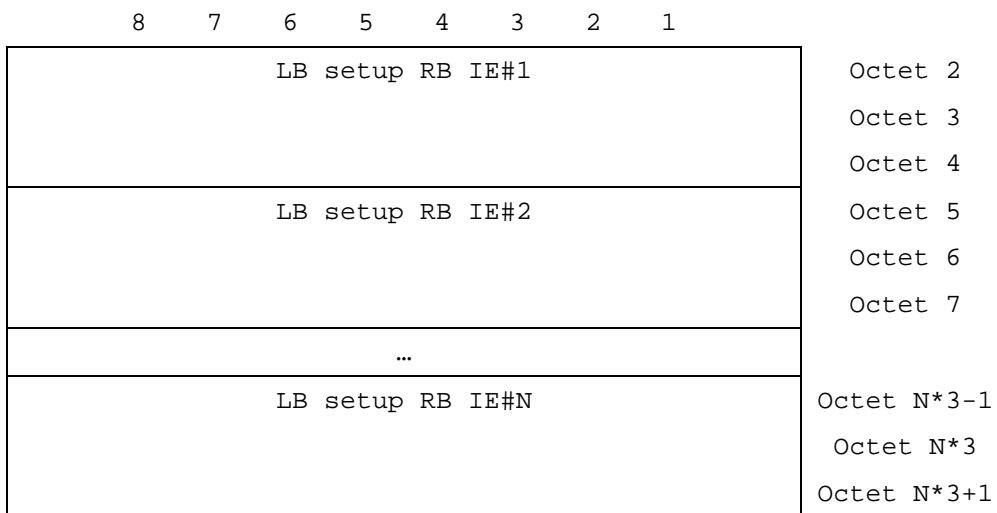 8 7 6 5 4 3 2 1
LB setup RB IE#1 Octet 2
Octet 3
Octet 4
LB setup RB IE#2 Octet 5
Octet 6
Octet 7
…
LB setup RB IE#N Octet N*3-1
Octet N*3
Octet N*3+1